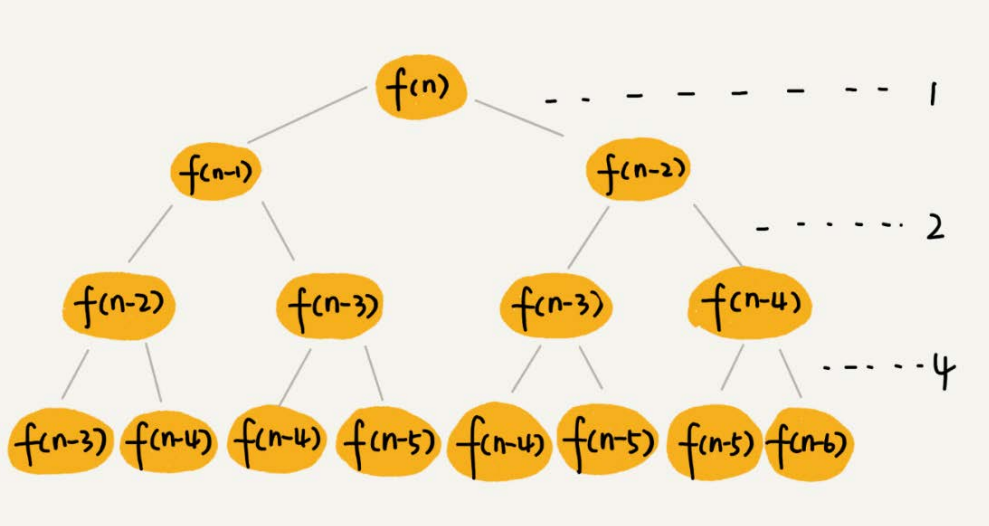 f(n) 1
f(n-1) f(n-2)
2
f(n-2) f(n-3) f(n-3) f(n-4)
4
f(n-3) f(n-4) f(n-4) f(n-5) f(n-4) f(n-5) f(n-5) f(n-6)